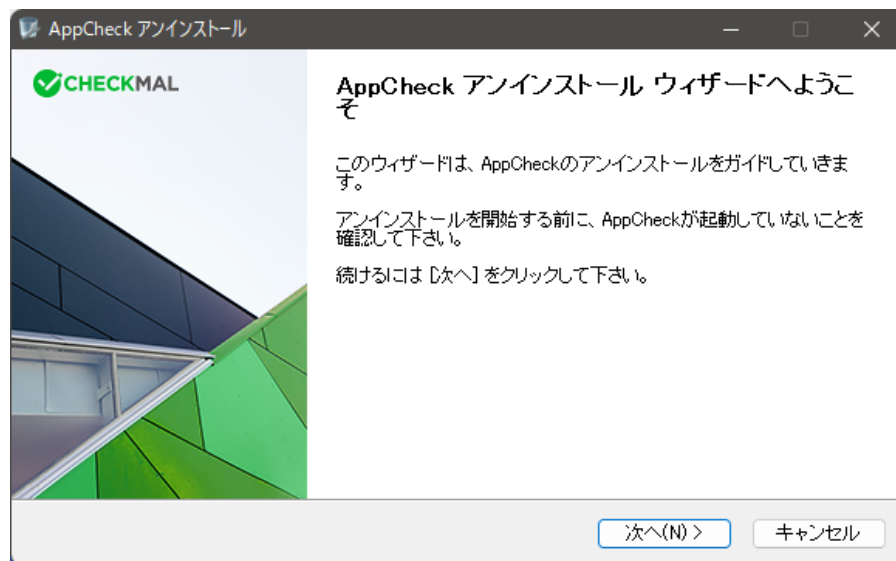 AppCheck アンインストール
CHECKMAL
AppCheck アンインストール ウィザードへようこ
そ
このウィザードは、AppCheckのアンインストールをガイドしていきま
す。
アンインストールを開始する前に、AppCheckが起動していないことを
確認して下さい。
続けるには [次へ] をクリックして下さい。
次へ(N) >
キャンセル